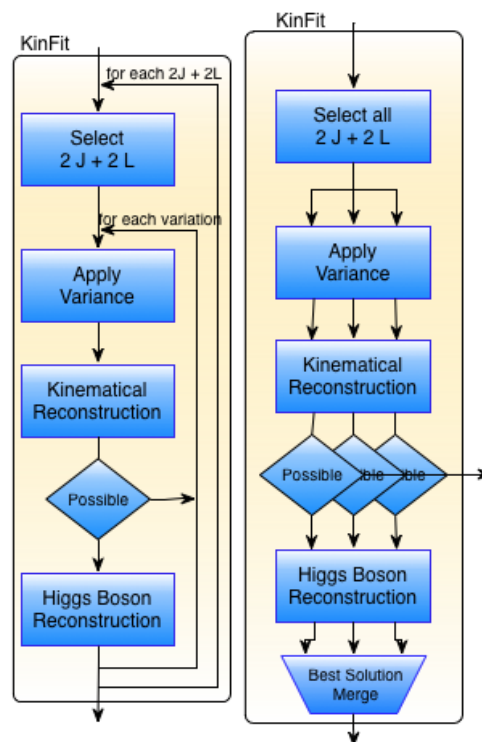 KinFit
for each 2J + 2L
Select
2 J + 2 L
for each variation
Apply
Variance
Kinematical
Reconstruction
Possible
Higgs Boson
Reconstruction
KinFit
Select all
2 J + 2 L
Apply
Variance
Kinematical
Reconstruction
Possible
ible
ble
Higgs Boson
Reconstruction
Best Solution
Merge